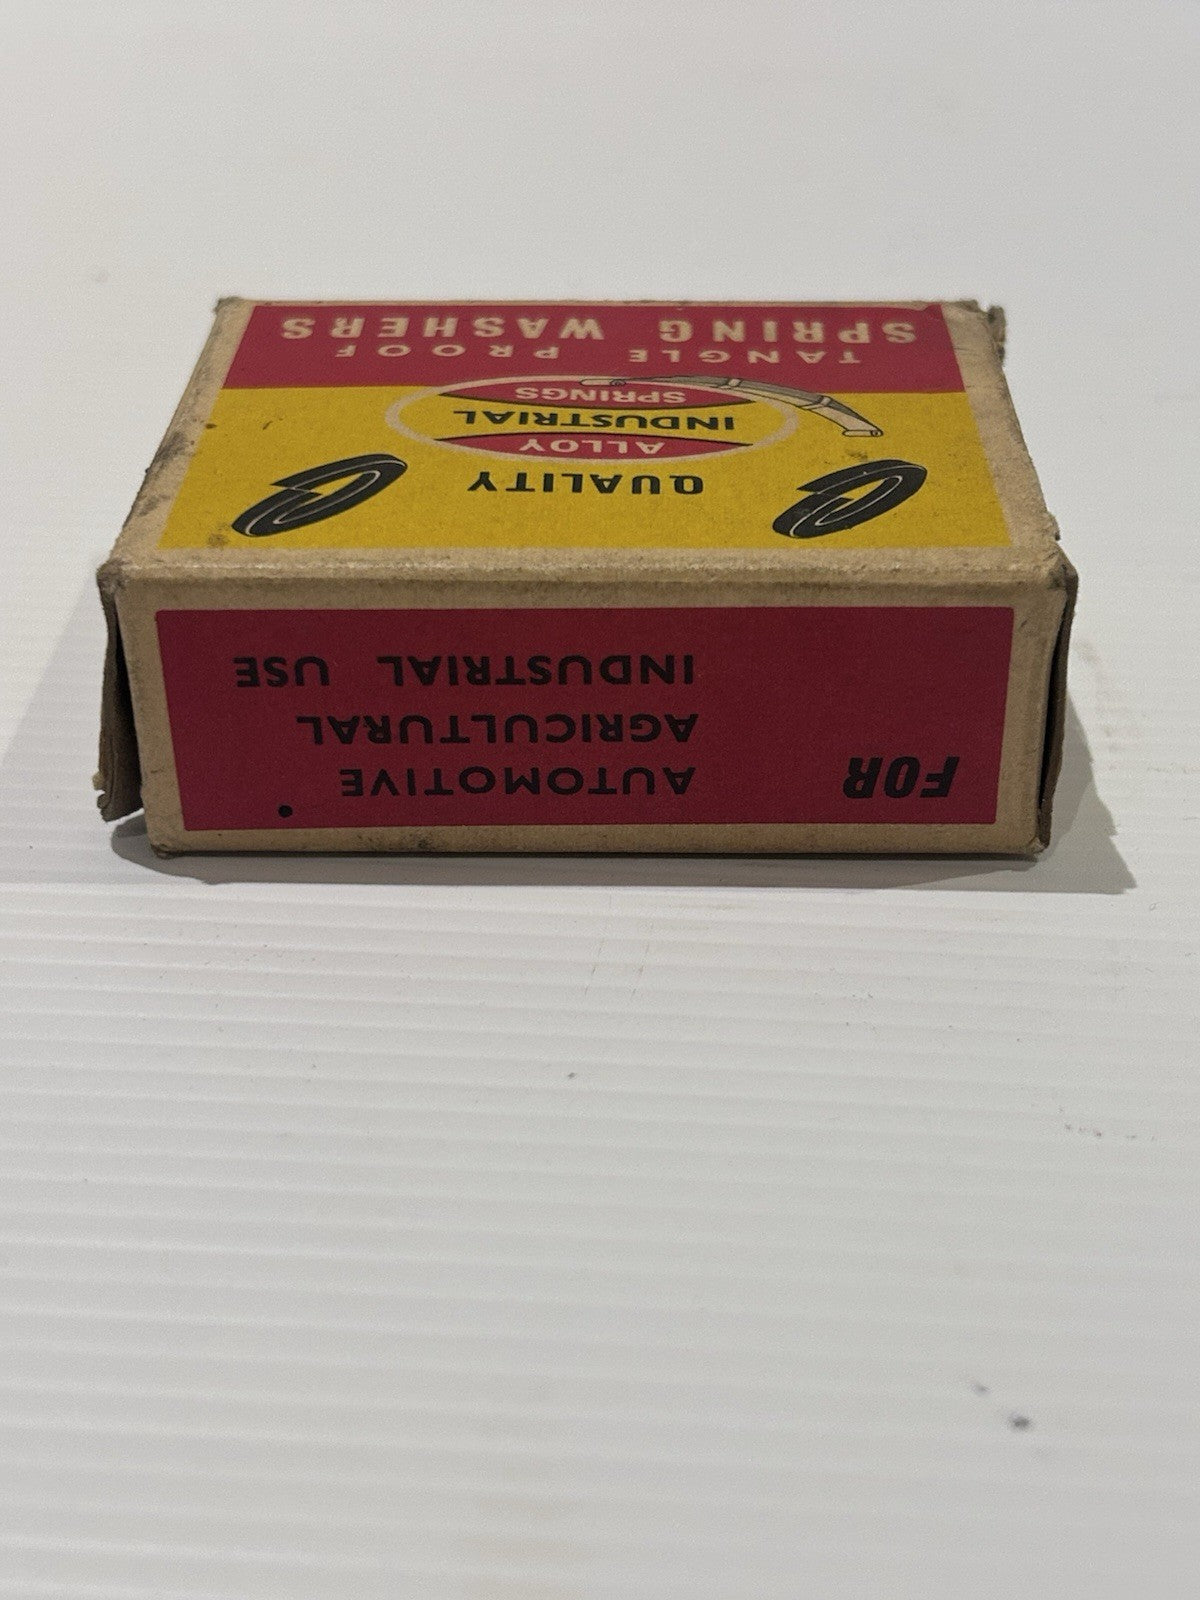 QUALITY
ALLOY
INDUSTRIAL
SPRINGS
TANGLE PROOF
SPRING WASHERS
FOR
AUTOMOTIVE
AGRICULTURAL
INDUSTRIAL USE